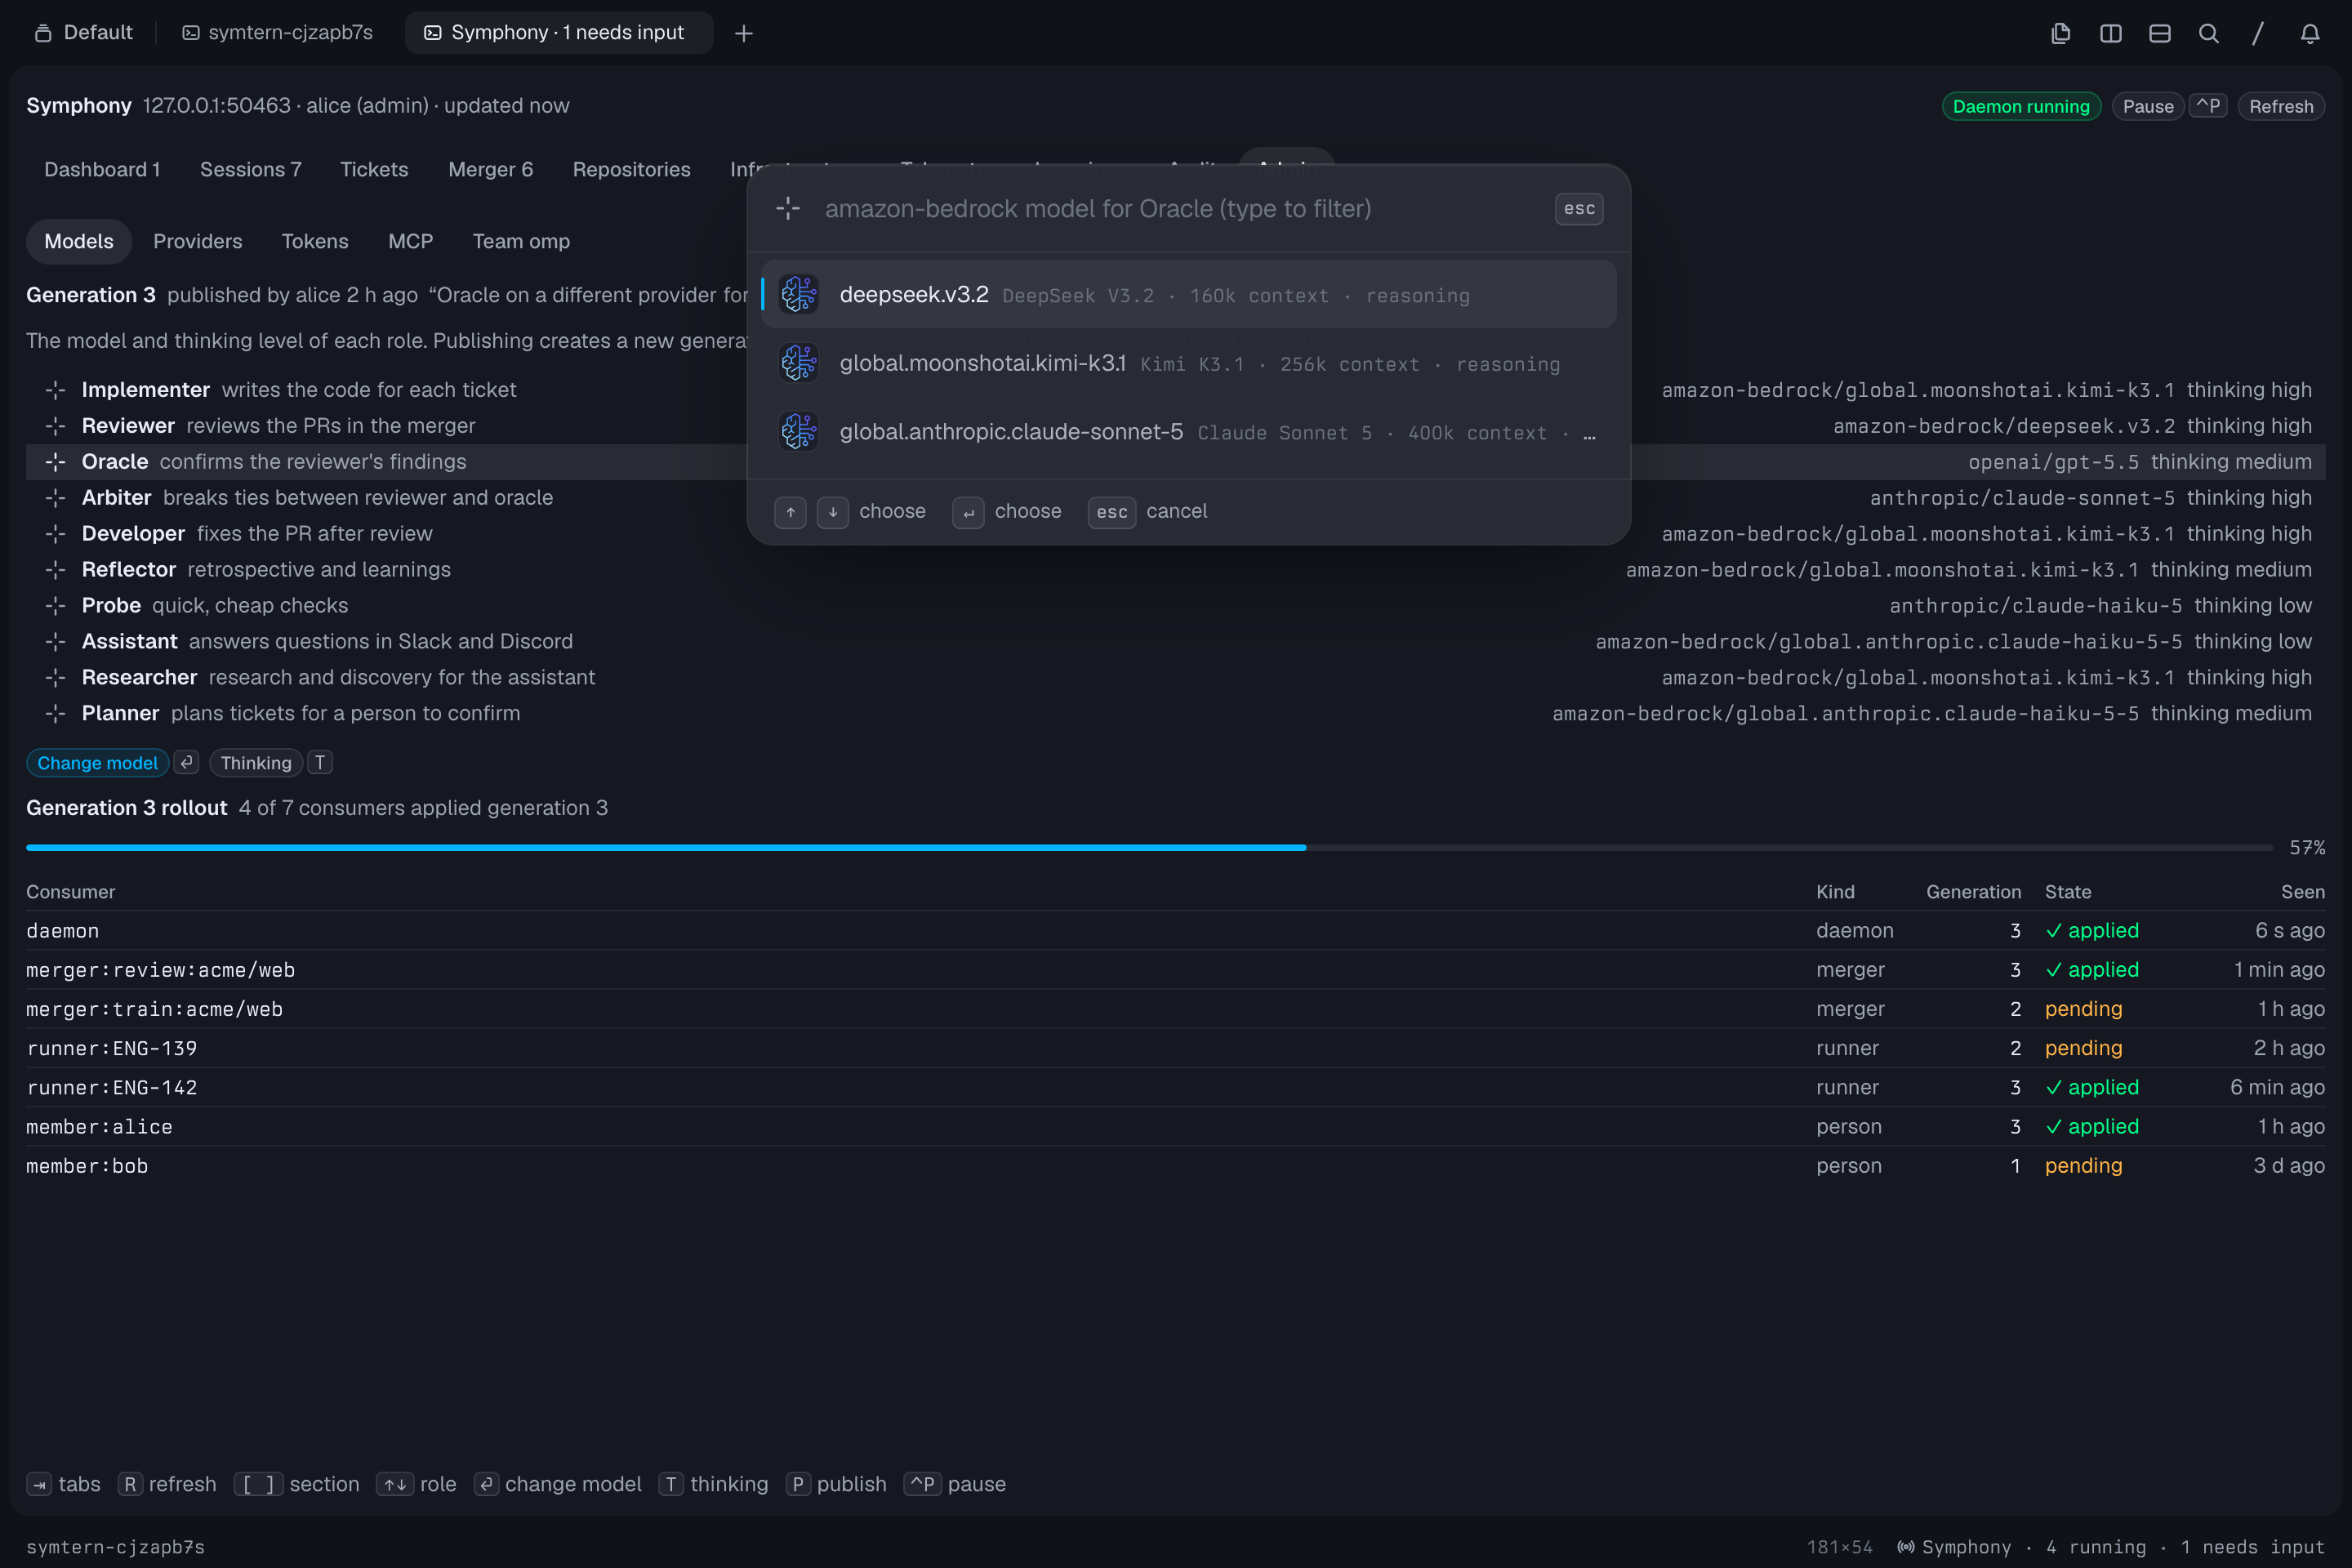 Default symtern-cjzapb7s Symphony · 1 needs input
Symphony 127.0.0.1:50463 · alice (admin) · updated now Daemon running Pause ^P Refresh
Dashboard 1 Sessions 7 Tickets Merger 6 Repositories
amazon-bedrock model for Oracle (type to filter) esc
Models Providers Tokens MCP Team omp
deepseek.v3.2 DeepSeek V3.2 · 160k context · reasoning
global.moonshotai.kimi-k3.1 Kimi K3.1 · 256k context · reasoning
global.anthropic.claude-sonnet-5 Claude Sonnet 5 · 400k context · …
↑ ↓ choose ↵ choose esc cancel
Generation 3 published by alice 2 h ago “Oracle on a different provider for
The model and thinking level of each role. Publishing creates a new
Implementer writes the code for each ticket amazon-bedrock/global.moonshotai.kimi-k3.1 thinking high
Reviewer reviews the PRs in the merger amazon-bedrock/deepseek.v3.2 thinking high
Oracle confirms the reviewer's findings openai/gpt-5.5 thinking medium
Arbiter breaks ties between reviewer and oracle anthropic/claude-sonnet-5 thinking high
Developer fixes the PR after review amazon-bedrock/global.moonshotai.kimi-k3.1 thinking high
Reflector retrospective and learnings amazon-bedrock/global.moonshotai.kimi-k3.1 thinking medium
Probe quick, cheap checks anthropic/claude-haiku-5 thinking low
Assistant answers questions in Slack and Discord amazon-bedrock/global.anthropic.claude-haiku-5-5 thinking low
Researcher research and discovery for the assistant amazon-bedrock/global.moonshotai.kimi-k3.1 thinking high
Planner plans tickets for a person to confirm amazon-bedrock/global.anthropic.claude-haiku-5-5 thinking medium
Change model ↵ Thinking T
Generation 3 rollout 4 of 7 consumers applied generation 3
57%
Consumer Kind Generation State Seen
daemon daemon 3 ✓ applied 6 s ago
merger:review:acme/web merger 3 ✓ applied 1 min ago
merger:train:acme/web merger 2 pending 1 h ago
runner:ENG-139 runner 2 pending 2 h ago
runner:ENG-142 runner 3 ✓ applied 6 min ago
member:alice person 3 ✓ applied 1 h ago
member:bob person 1 pending 3 d ago
⇥ tabs R refresh [ ] section ↑↓ role ↵ change model T thinking P publish ^P pause
symtern-cjzapb7s 181×54 Symphony · 4 running · 1 needs input